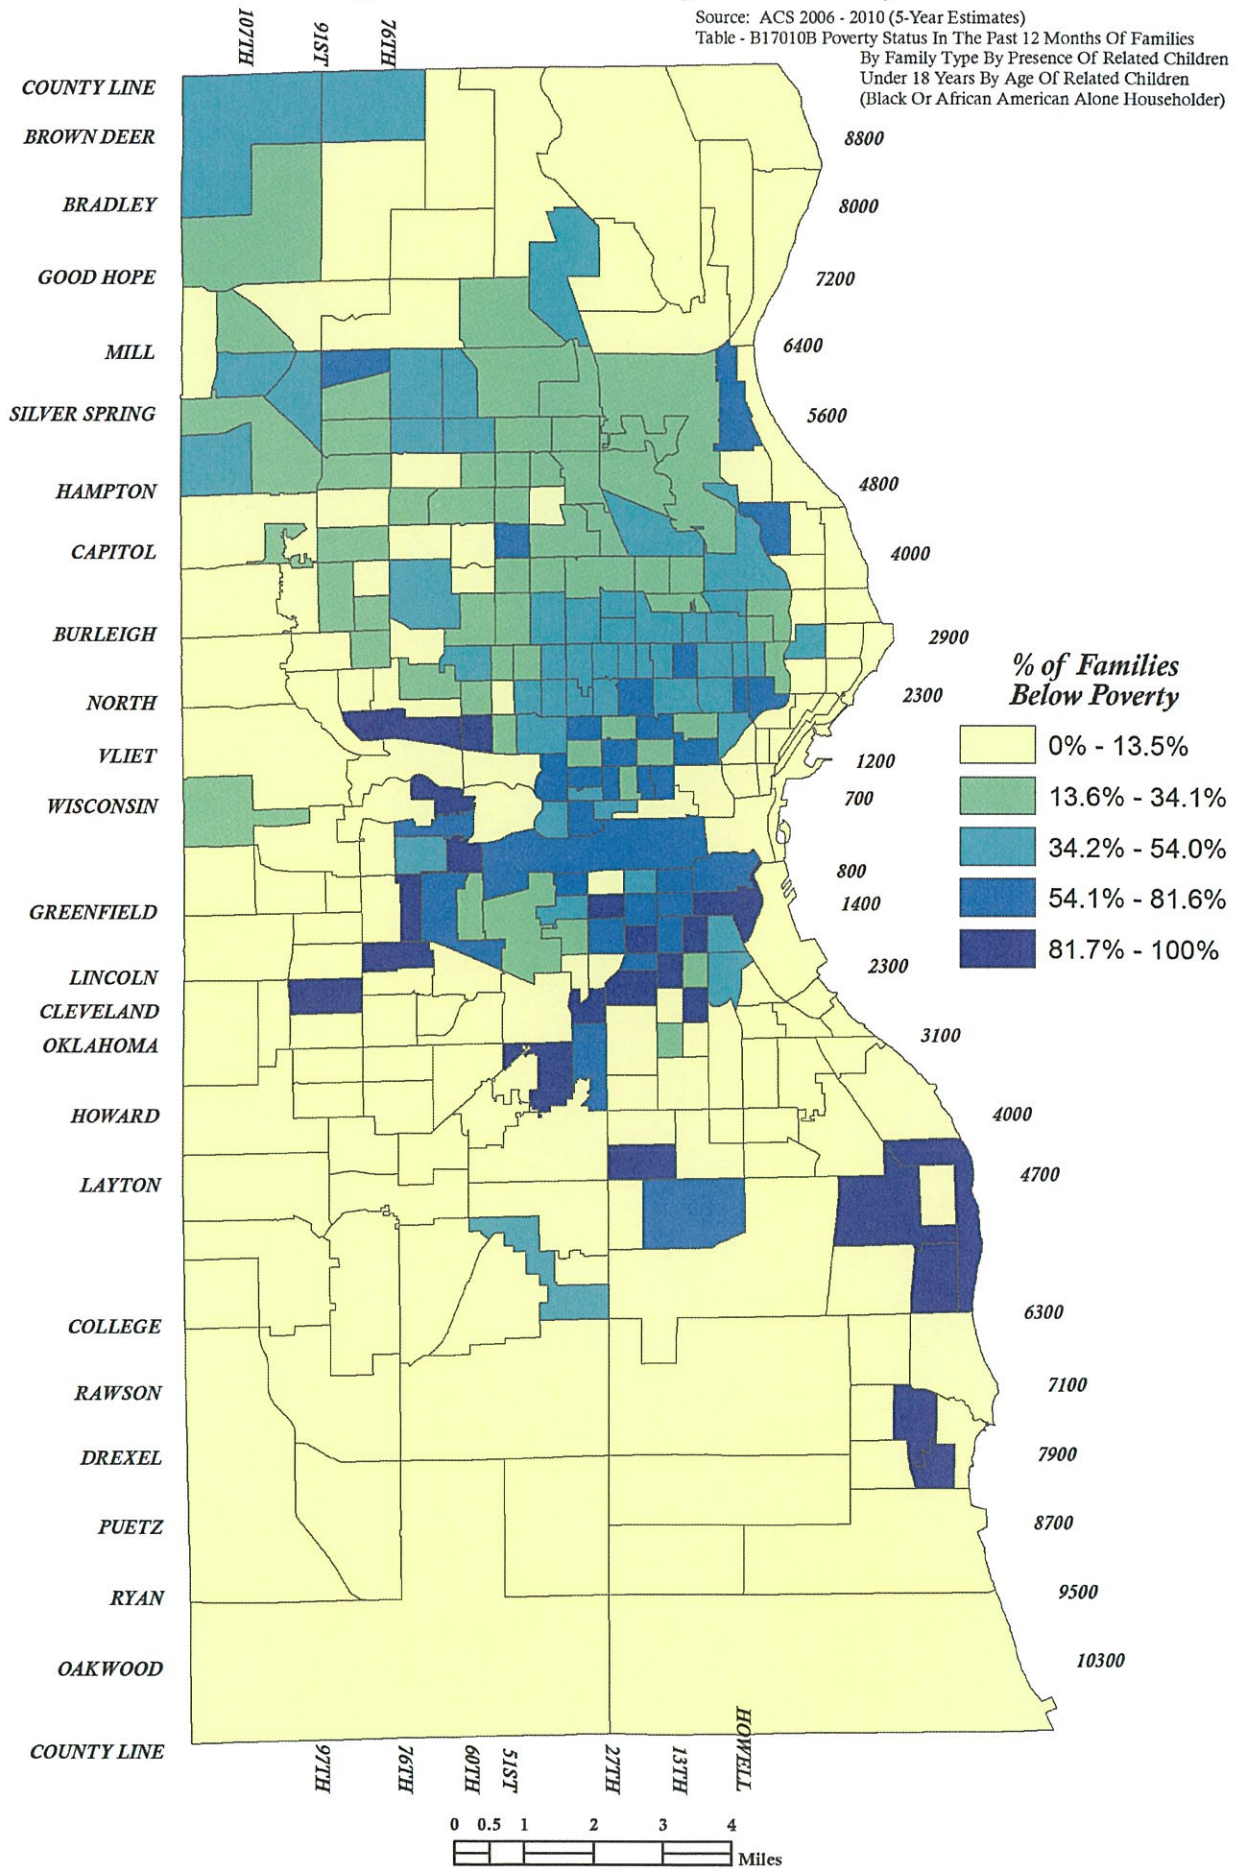 Source: ACS 2006 - 2010 (5-Year Estimates)
Table - B17010B Poverty Status In The Past 12 Months Of Families
By Family Type By Presence Of Related Children
Under 18 Years By Age Of Related Children
(Black Or African American Alone Householder)
107TH
91ST
76TH
COUNTY LINE
BROWN DEER
8800
BRADLEY
8000
GOOD HOPE
7200
MILL
6400
SILVER SPRING
5600
HAMPTON
4800
CAPITOL
4000
BURLEIGH
2900
NORTH
2300
VLIET
1200
WISCONSIN
700
800
GREENFIELD
1400
LINCOLN
2300
CLEVELAND
3100
OKLAHOMA
HOWARD
4000
LAYTON
4700
COLLEGE
6300
RAWSON
7100
DREXEL
7900
PUETZ
8700
RYAN
9500
OAKWOOD
10300
COUNTY LINE
% of Families
Below Poverty
0% - 13.5%
13.6% - 34.1%
34.2% - 54.0%
54.1% - 81.6%
81.7% - 100%
97TH
76TH
60TH
51ST
27TH
13TH
HOWELL
0 0.5 1 2 3 4
Miles